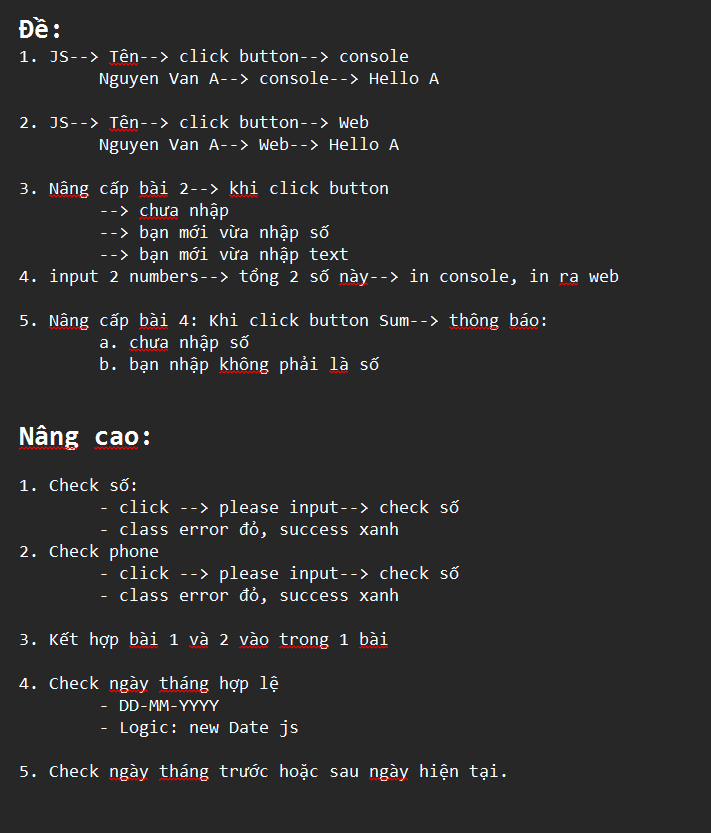 Đề:
1. JS--> Tên--> click button--> console
Nguyen Van A--> console--> Hello A
2. JS--> Tên--> click button--> Web
Nguyen Van A--> Web--> Hello A
3. Nâng cấp bài 2--> khi click button
--> chưa nhập
--> bạn mới vừa nhập số
--> bạn mới vừa nhập text
4. input 2 numbers--> tổng 2 số này--> in console, in ra web
5. Nâng cấp bài 4: Khi click button Sum--> thông báo:
a. chưa nhập số
b. bạn nhập không phải là số
Nâng cao:
1. Check số:
- click --> please input--> check số
- class error đỏ, success xanh
2. Check phone
- click --> please input--> check số
- class error đỏ, success xanh
3. Kết hợp bài 1 và 2 vào trong 1 bài
4. Check ngày tháng hợp lệ
- DD-MM-YYYY
- Logic: new Date js
5. Check ngày tháng trước hoặc sau ngày hiện tại.